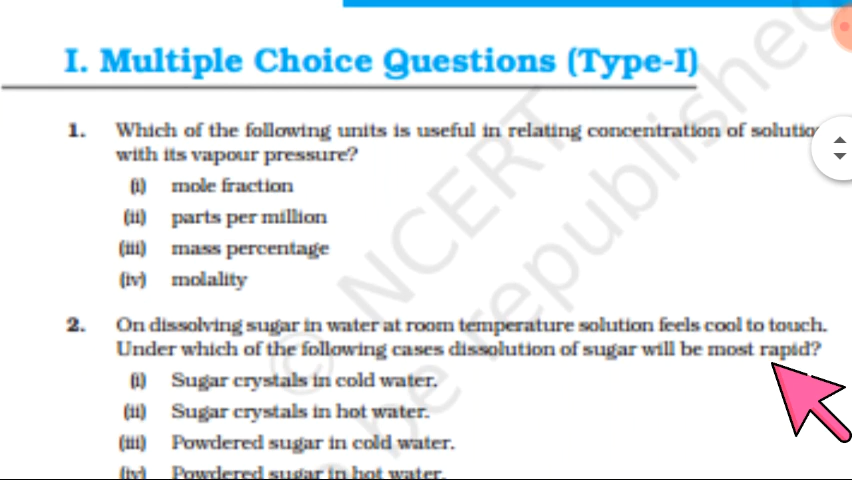 I. Multiple Choice Questions (Type-I)
1. Which of the following units is useful in relating concentration of solution
with its vapour pressure?
(i) mole fraction
(ii) parts per million
(iii) mass percentage
(iv) molality
2. On dissolving sugar in water at room temperature solution feels cool to touch.
Under which of the following cases dissolution of sugar will be most rapid?
(i) Sugar crystals in cold water.
(ii) Sugar crystals in hot water.
(iii) Powdered sugar in cold water.
(iv) Powdered sugar in hot water.
© NCERT
be republished